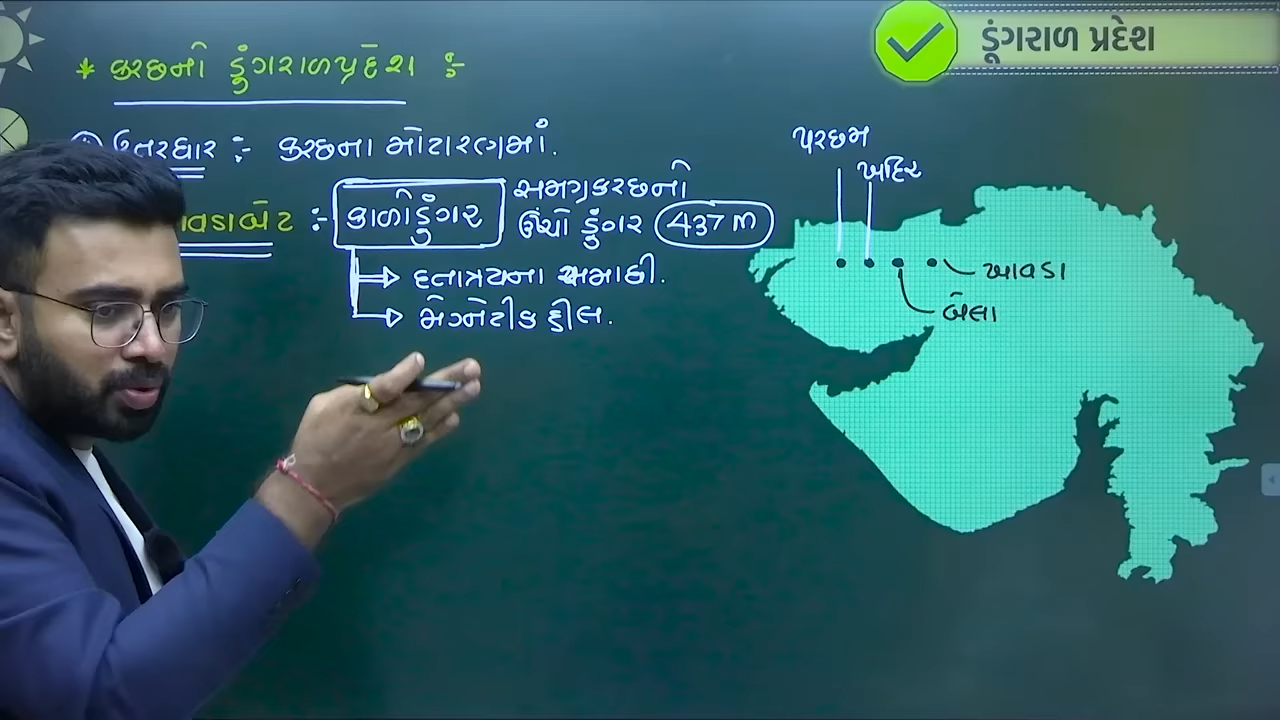 ડૂંગરાળ પ્રદેશ
* કચ્છનો ડુંગરાળપ્રદેશ :-
ઉત્તરધાર :- કચ્છના મોટારણમાં.
વડાબેટ :- કાળોડુંગર
સમગ્રકચ્છનો
ઊંચો ડુંગર 437 m
દત્તાત્રયના સમાધી.
મેગ્નેટીક હીલ.
પચ્છમ
ખદિર
ખાવડા
બેલા